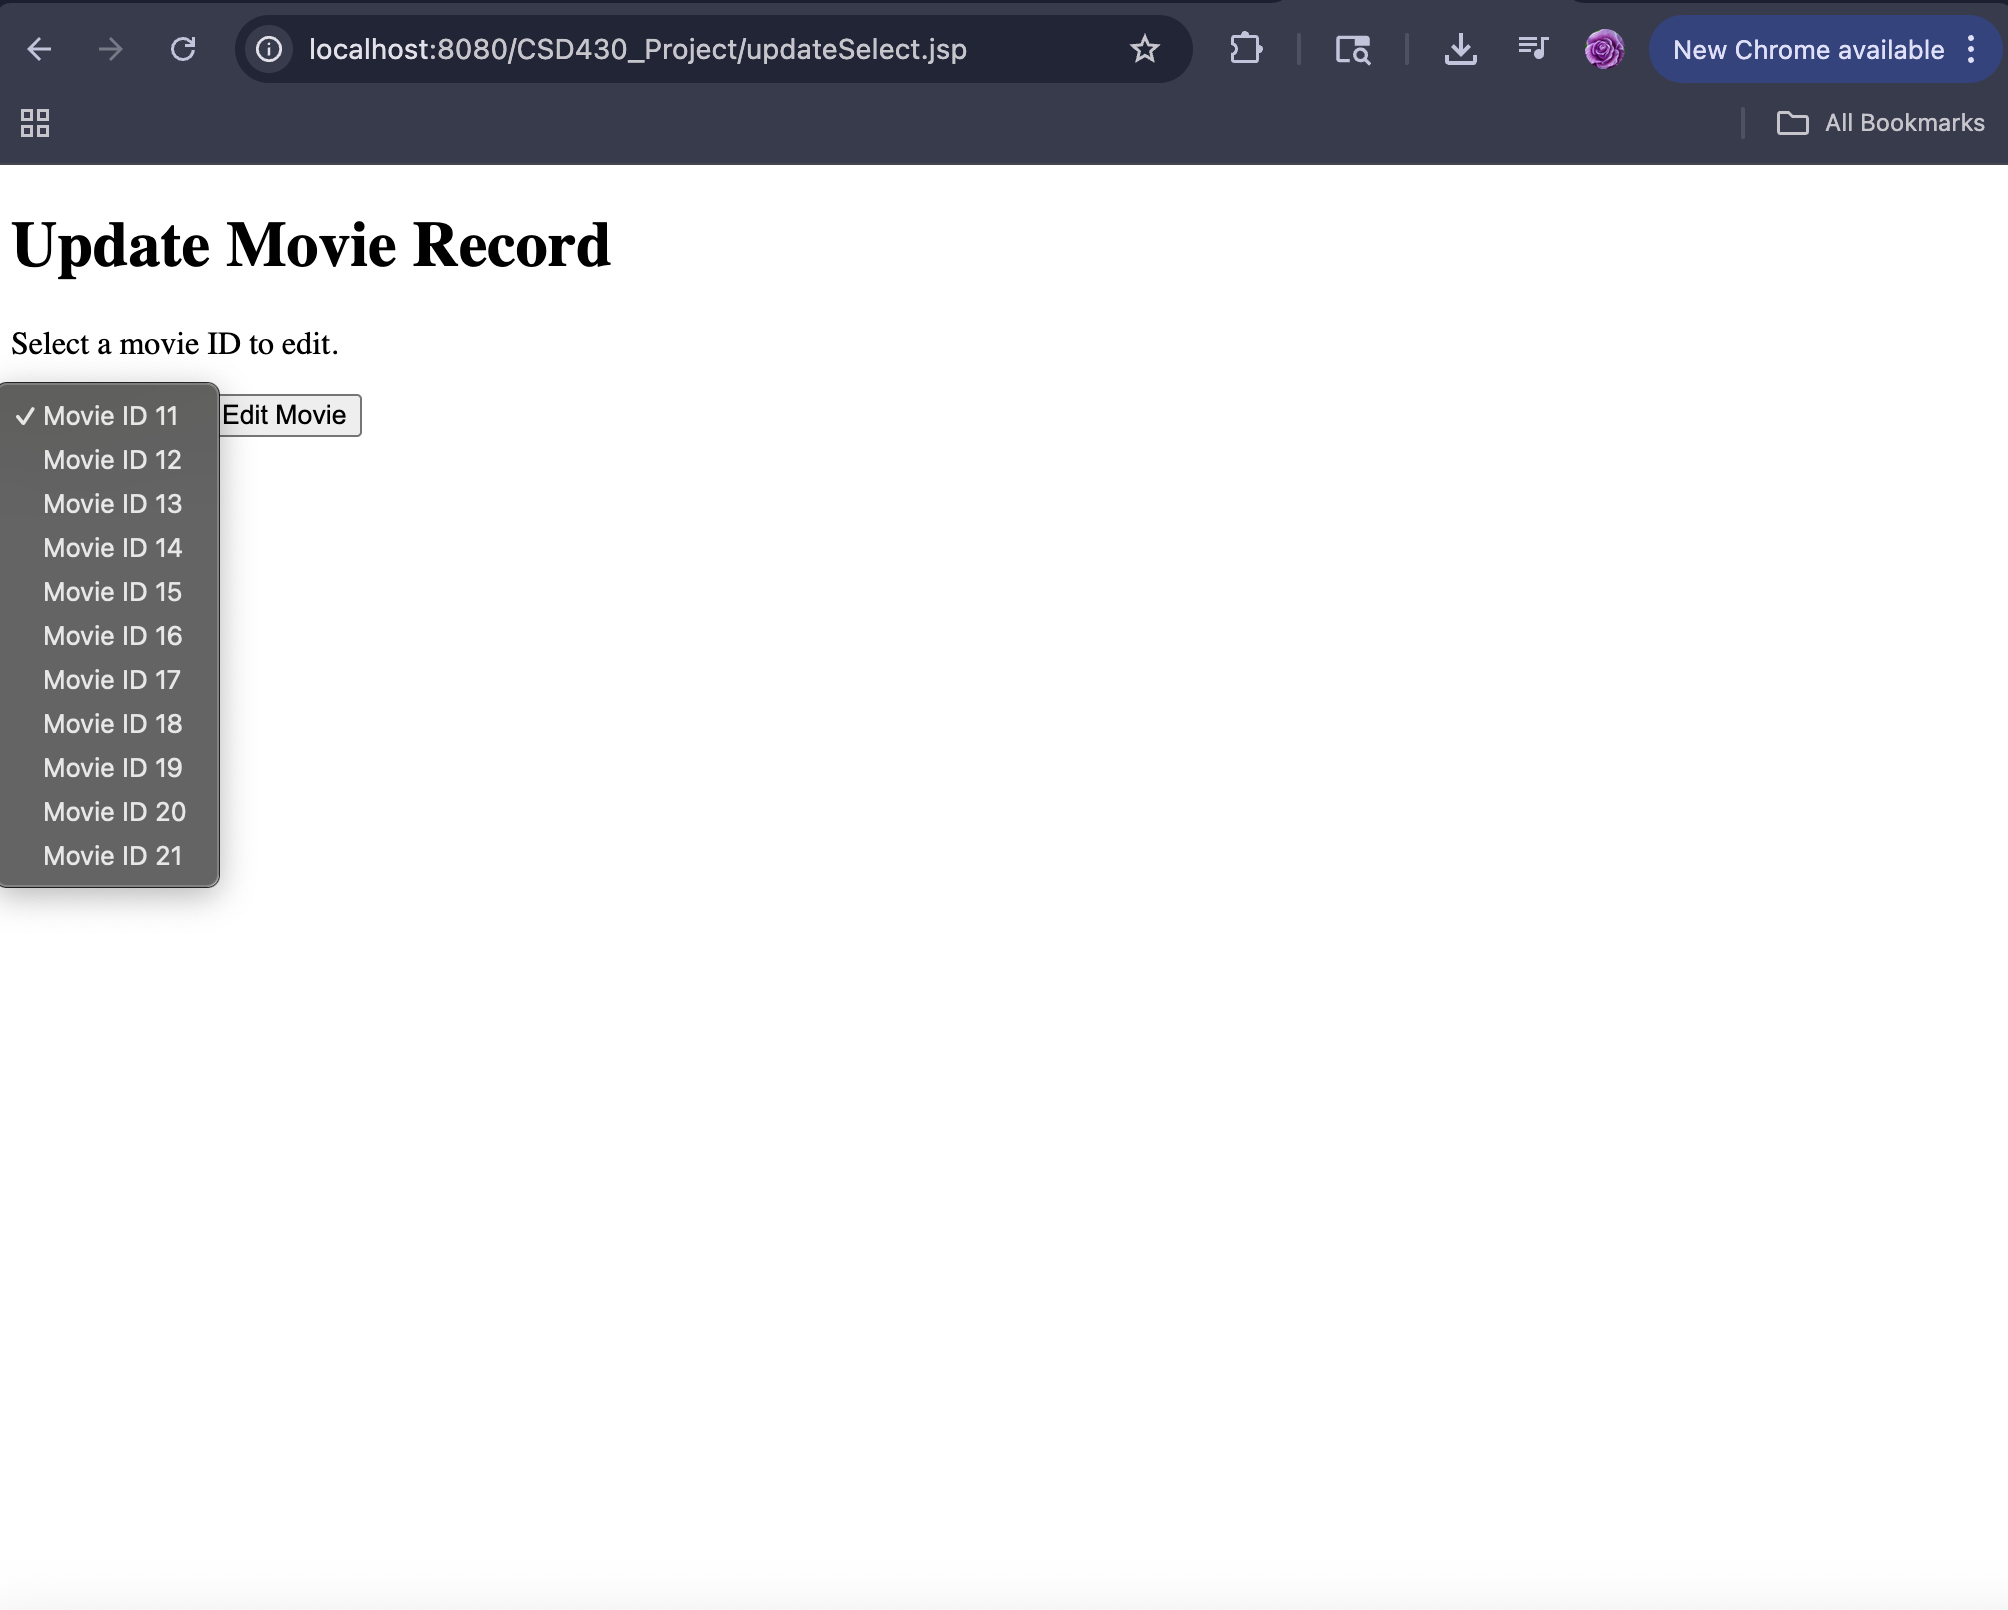 localhost:8080/CSD430_Project/updateSelect.jsp
New Chrome available
All Bookmarks
Update Movie Record
Select a movie ID to edit.
✓ Movie ID 11
Edit Movie
Movie ID 12
Movie ID 13
Movie ID 14
Movie ID 15
Movie ID 16
Movie ID 17
Movie ID 18
Movie ID 19
Movie ID 20
Movie ID 21